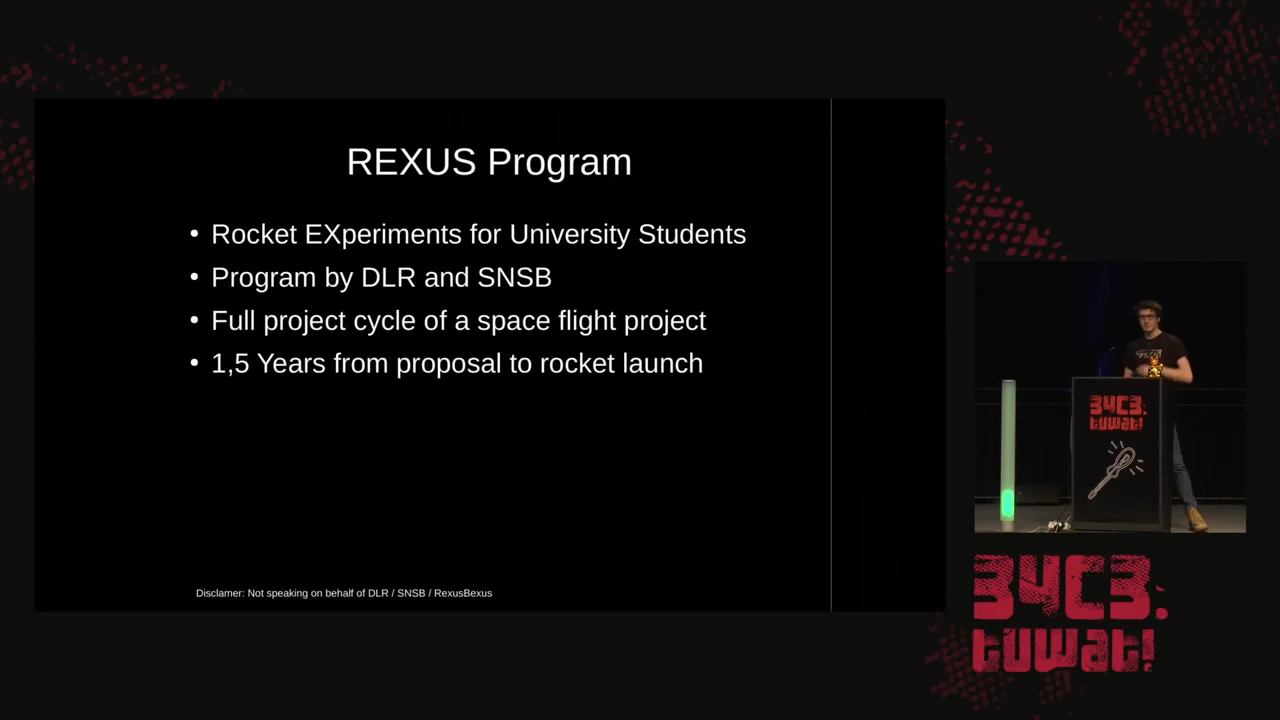 REXUS Program
• Rocket EXperiments for University Students
• Program by DLR and SNSB
• Full project cycle of a space flight project
• 1,5 Years from proposal to rocket launch
Disclamer: Not speaking on behalf of DLR / SNSB / RexusBexus
34C3.
tuwat!
34C3.
tuwat!